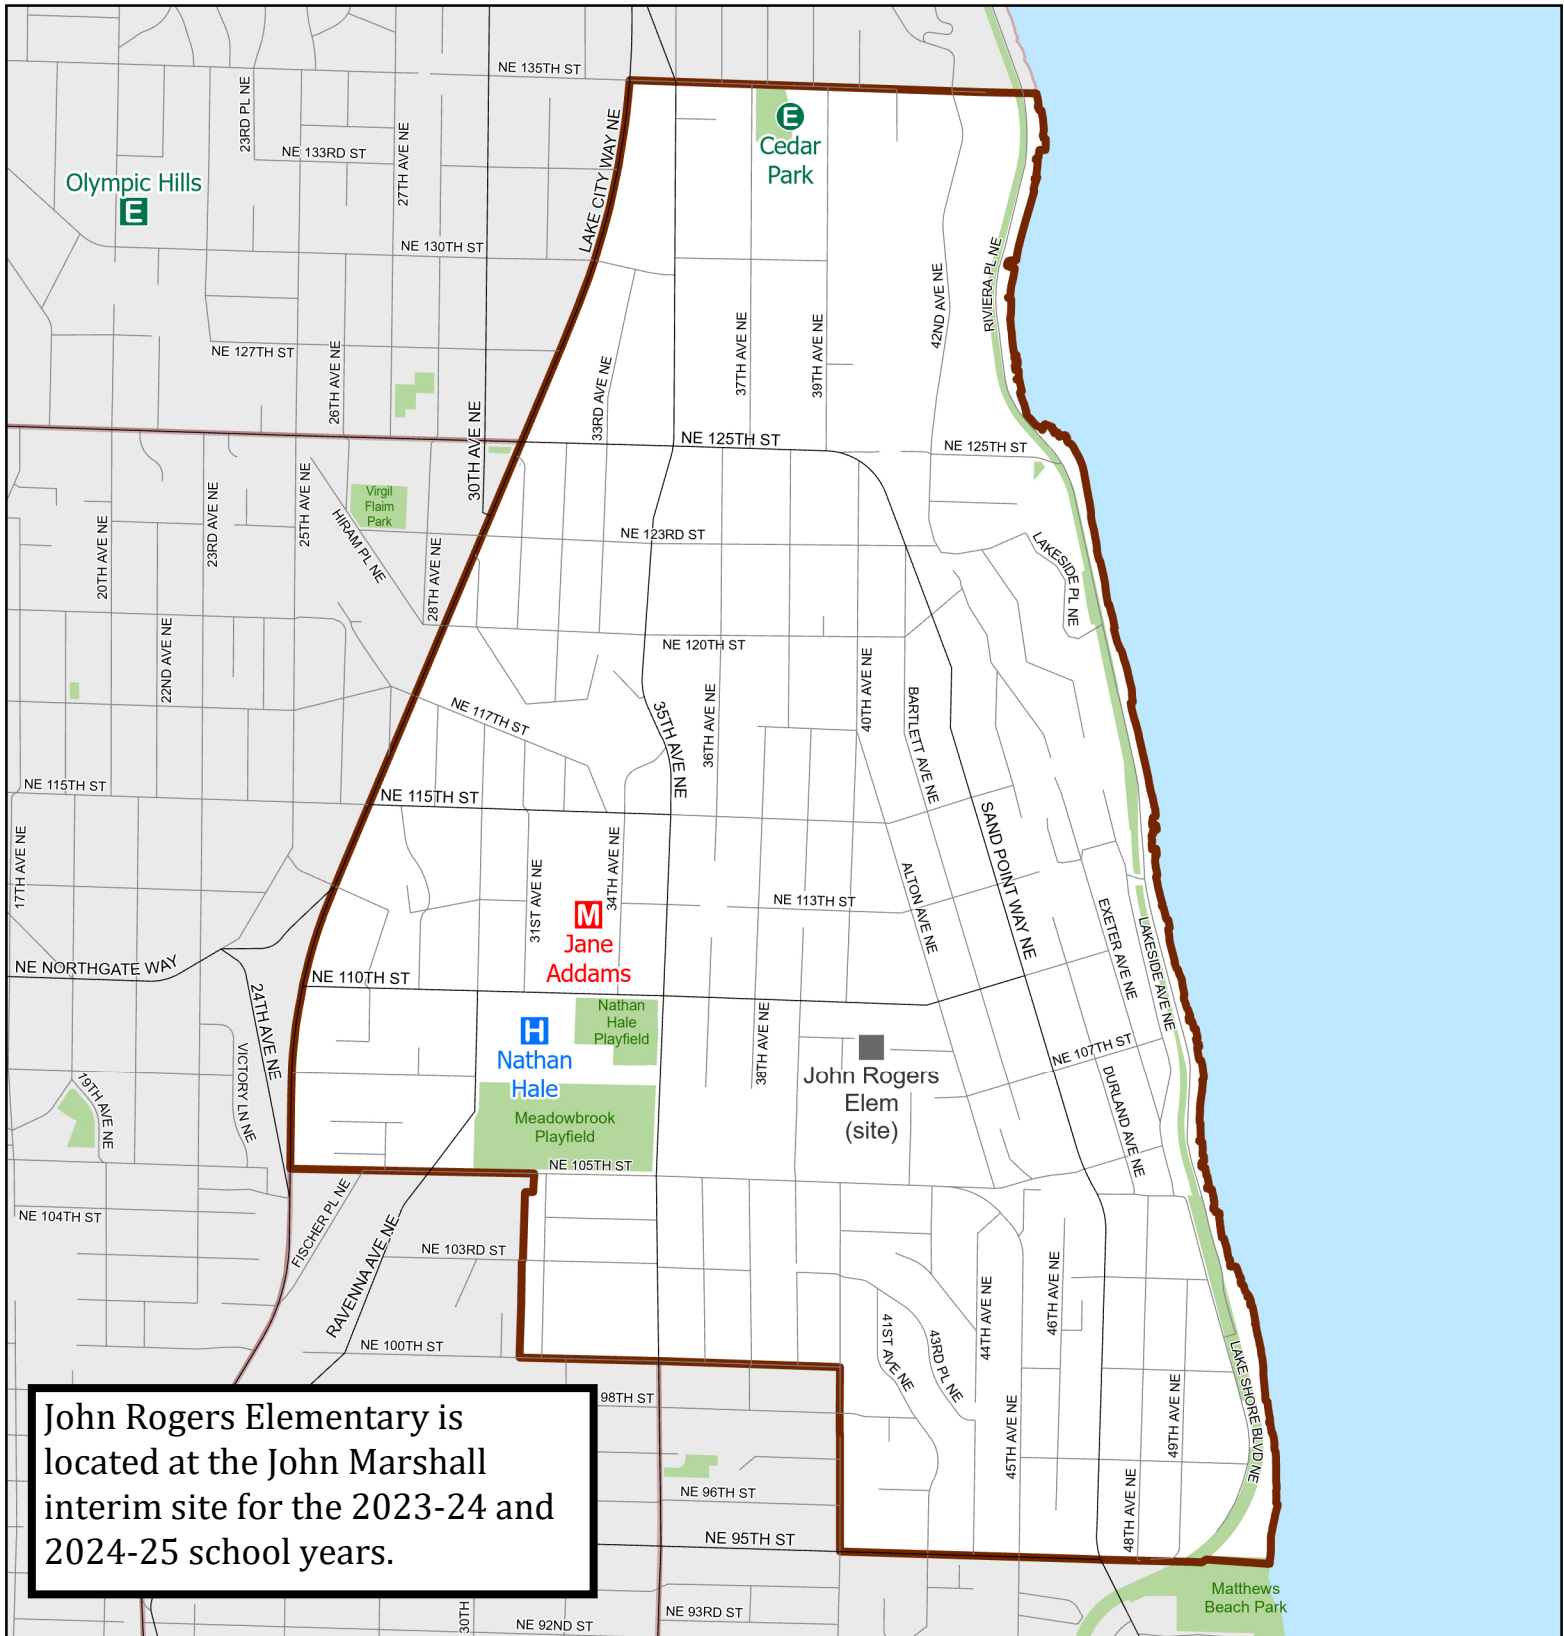 NE 135TH ST
23RD PL NE
NE 133RD ST
27TH AVE NE
LAKE CITY WAY NE
E
Cedar
Park
Olympic Hills
E
NE 130TH ST
42ND AVE NE
RIVIERA PL NE
NE 127TH ST
26TH AVE NE
33RD AVE NE
37TH AVE NE
39TH AVE NE
30TH AVE NE
NE 125TH ST
NE 125TH ST
Virgil
Flaim
Park
20TH AVE NE
23RD AVE NE
25TH AVE NE
HIRAM PL NE
28TH AVE NE
NE 123RD ST
LAKESIDE PL NE
22ND AVE NE
NE 120TH ST
40TH AVE NE
BARTLETT AVE NE
36TH AVE NE
35TH AVE NE
NE 117TH ST
NE 115TH ST
NE 115TH ST
17TH AVE NE
31ST AVE NE
34TH AVE NE
SAND POINT WAY NE
ALTON AVE NE
NE 113TH ST
EXETER AVE NE
LAKESIDE AVE NE
M
Jane
Addams
NE NORTHGATE WAY
NE 110TH ST
24TH AVE NE
VICTORY LN NE
19TH AVE NE
H
Nathan
Hale
Nathan
Hale
Playfield
38TH AVE NE
John Rogers
Elem
(site)
NE 107TH ST
DURLAND AVE NE
Meadowbrook
Playfield
NE 105TH ST
NE 104TH ST
FISCHER PL NE
RAVENNA AVE NE
NE 103RD ST
46TH AVE NE
44TH AVE NE
41ST AVE NE
43RD PL NE
NE 100TH ST
LAKE SHORE BLVD NE
98TH ST
45TH AVE NE
49TH AVE NE
48TH AVE NE
NE 96TH ST
NE 95TH ST
John Rogers Elementary is
located at the John Marshall
interim site for the 2023-24 and
2024-25 school years.
Matthews
Beach Park
30TH
NE 93RD ST
NE 92ND ST